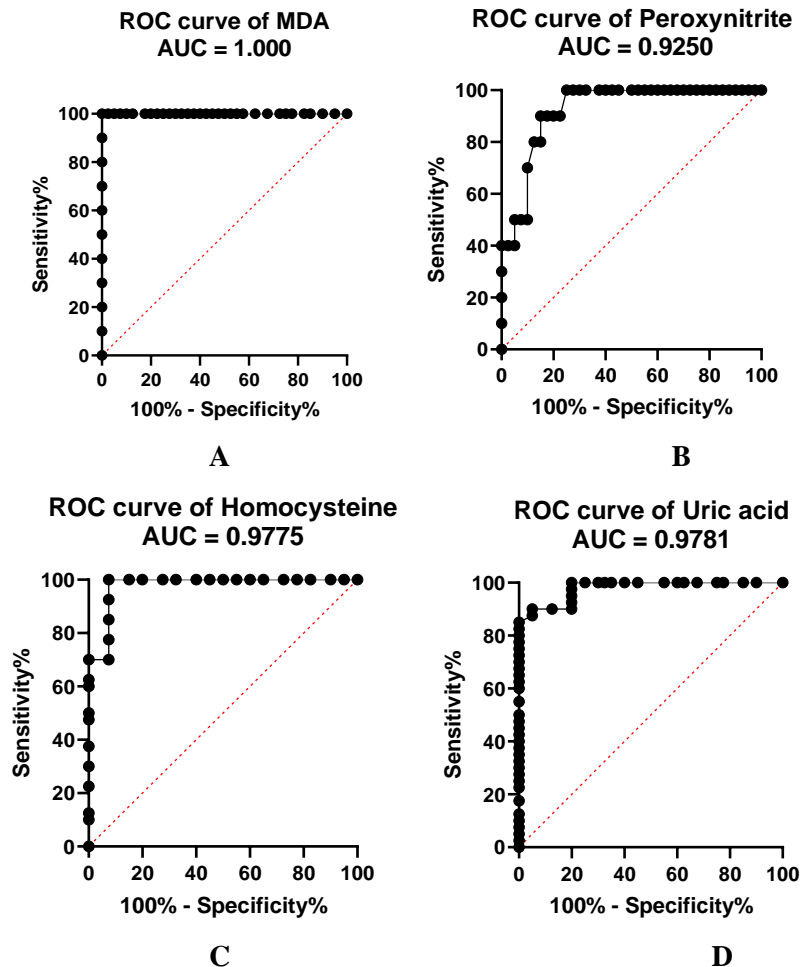 ROC curve of MDA
AUC = 1.000
100
80
60
40
20
0
Sensitivity%
0 20 40 60 80 100
100% - Specificity%
A
ROC curve of Peroxynitrite
AUC = 0.9250
100
80
60
40
20
0
Sensitivity%
0 20 40 60 80 100
100% - Specificity%
B
ROC curve of Homocysteine
AUC = 0.9775
100
80
60
40
20
0
Sensitivity%
0 20 40 60 80 100
100% - Specificity%
C
ROC curve of Uric acid
AUC = 0.9781
100
80
60
40
20
0
Sensitivity%
0 20 40 60 80 100
100% - Specificity%
D